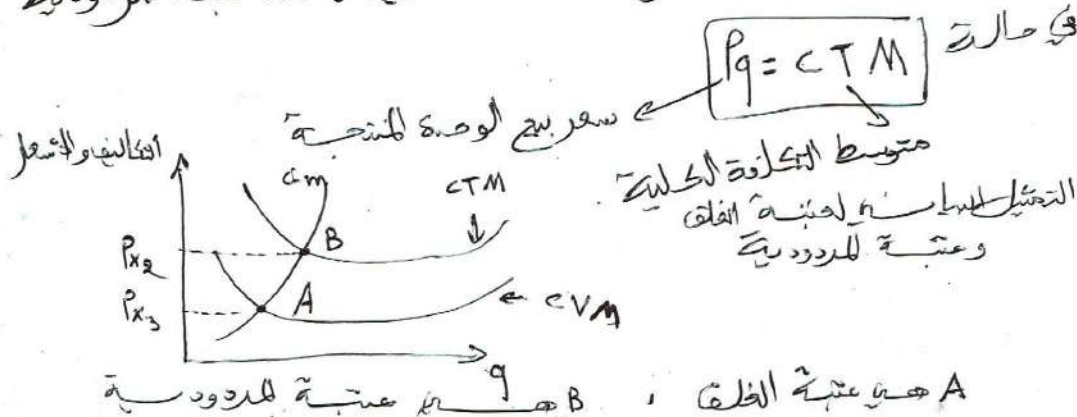 في حالة Pq = CTM
سعر بيع الوحدة المنتجة
متوسط التكلفة الكلية
التمثيل البياني لعتبة الغلق
وعتبة المردودية
التكاليف والأسعار
Cm
CTM
B
Px2
A
Px3
CVM
q
A هي عتبة الغلق ، B هي عتبة المردودية